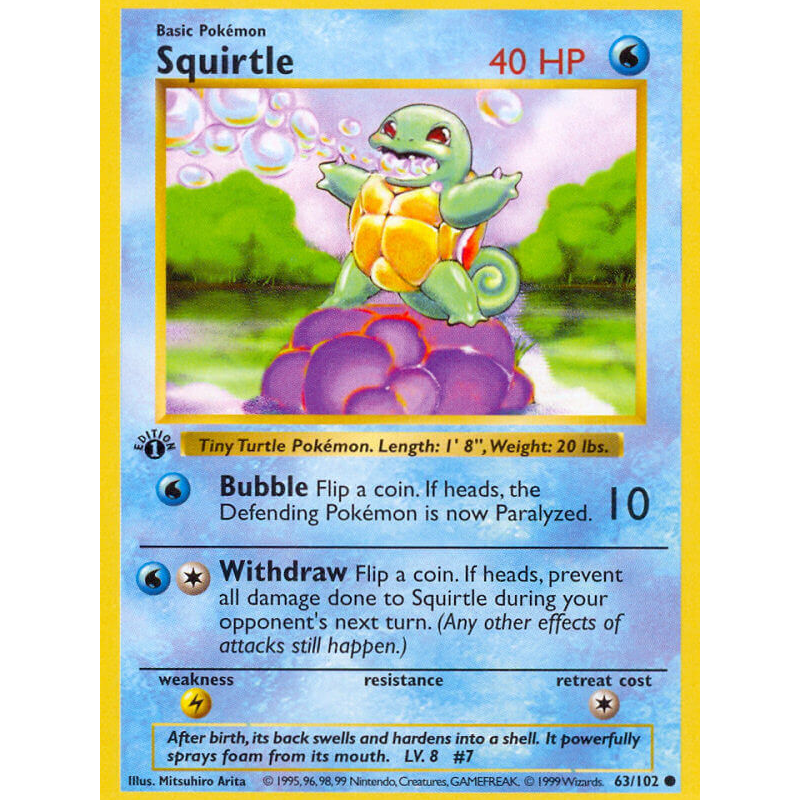 Basic Pokémon
Squirtle 40 HP
EDITION 1
Tiny Turtle Pokémon. Length: 1' 8", Weight: 20 lbs.
Bubble Flip a coin. If heads, the
Defending Pokémon is now Paralyzed. 10
Withdraw Flip a coin. If heads, prevent
all damage done to Squirtle during your
opponent's next turn. (Any other effects of
attacks still happen.)
weakness resistance retreat cost
After birth, its back swells and hardens into a shell. It powerfully
sprays foam from its mouth. LV. 8 #7
Illus. Mitsuhiro Arita © 1995, 96, 98, 99 Nintendo, Creatures, GAMEFREAK. © 1999 Wizards. 63/102